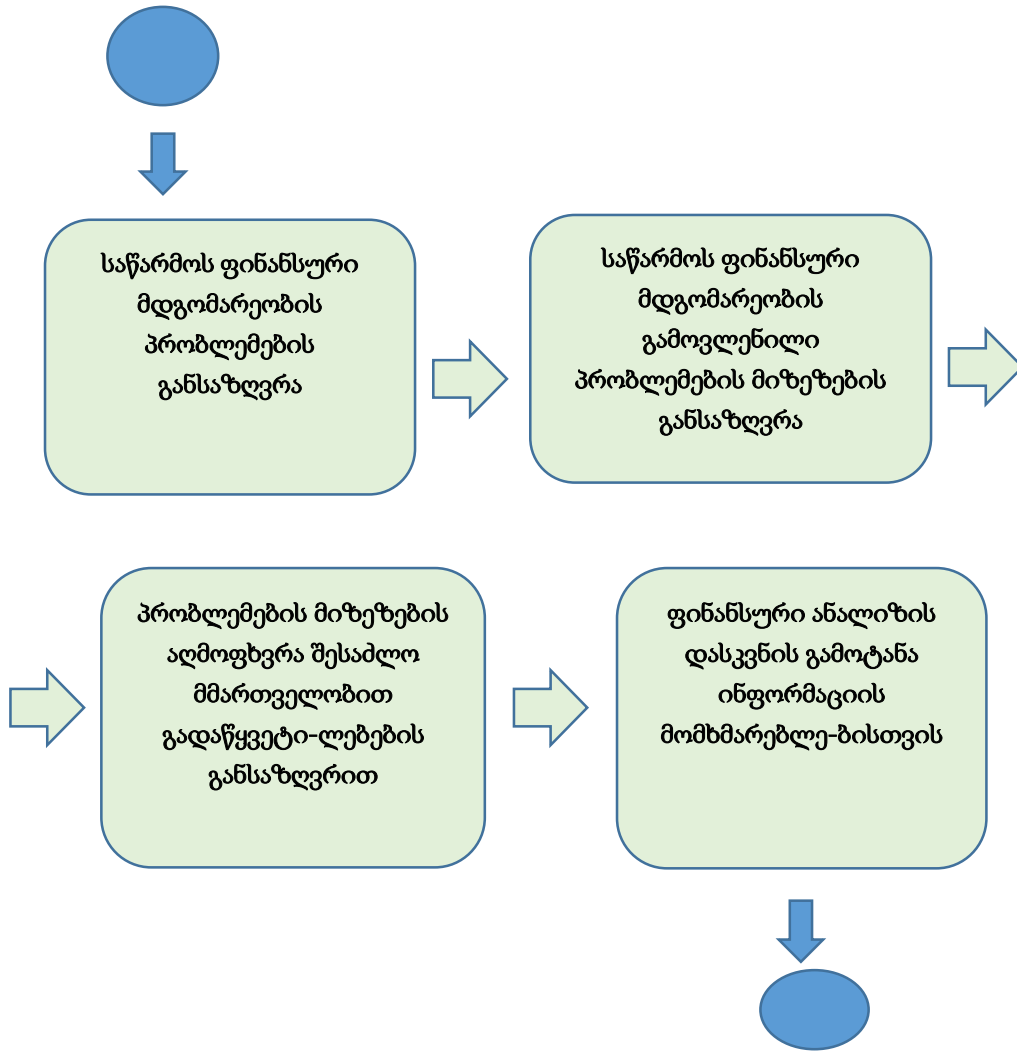 საწარმოს ფინანსური
მდგომარეობის
პრობლემების
განსაზღვრა
საწარმოს ფინანსური
მდგომარეობის
გამოვლენილი
პრობლემების მიზეზების
განსაზღვრა
პრობლემების მიზეზების
აღმოფხვრა შესაძლო
მმართველობით
გადაწყვეტი-ლებების
განსაზღვრით
ფინანსური ანალიზის
დასკვნის გამოტანა
ინფორმაციის
მომხმარებლე-ბისთვის